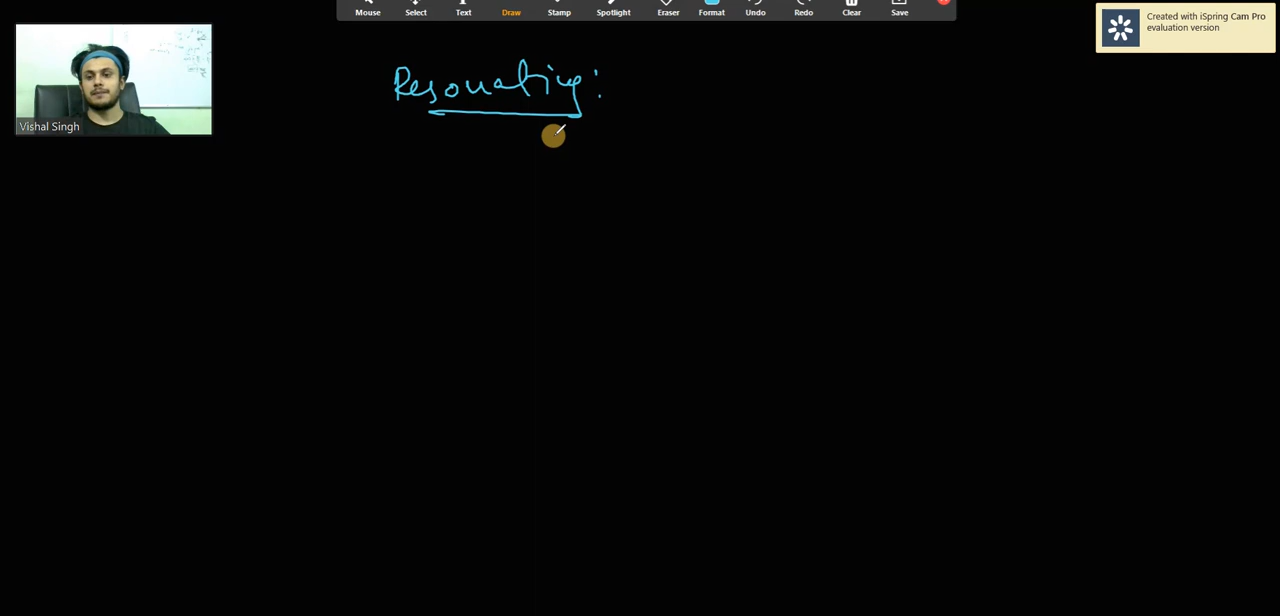 Mouse Select Text Draw Stamp Spotlight Eraser Format Undo Redo Clear Save
Created with iSpring Cam Pro
evaluation version
Resonating:
Vishal Singh